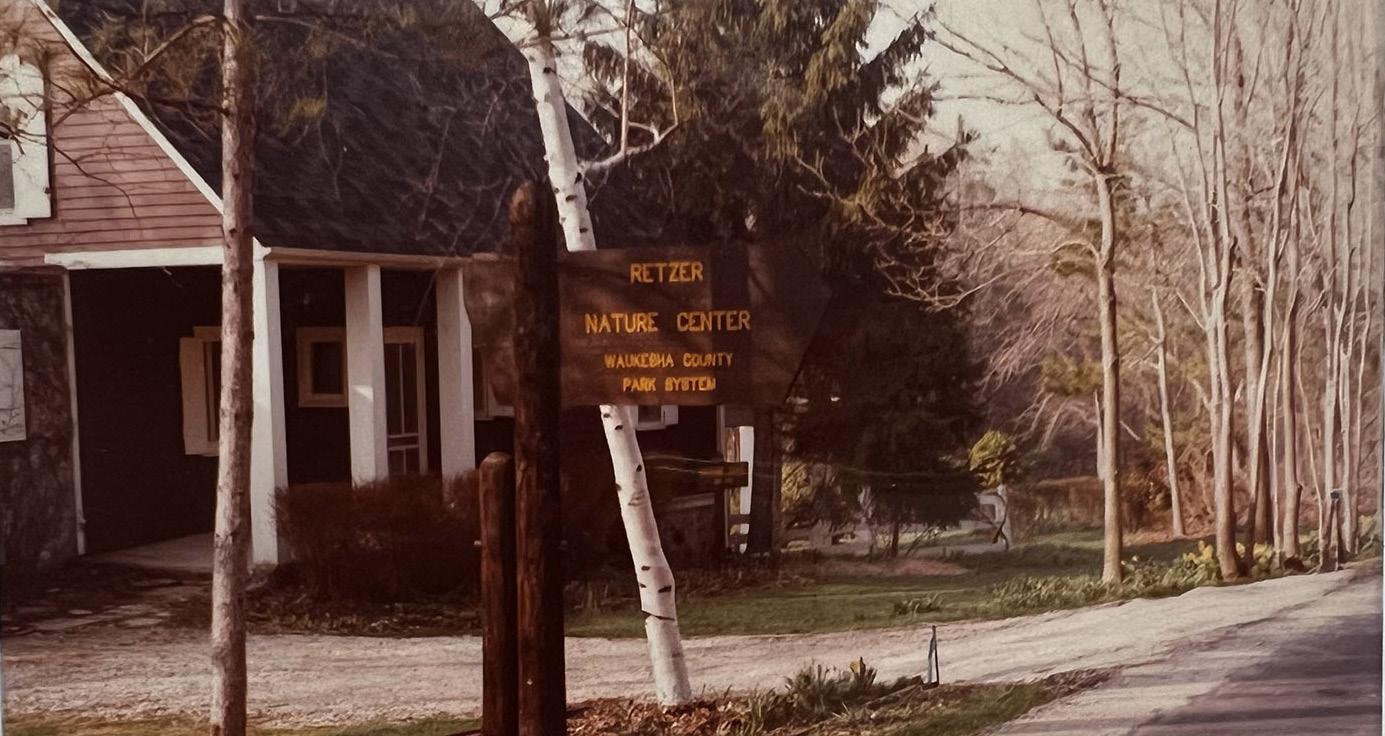 RETZER
NATURE CENTER
WAUKESHA COUNTY
PARK SYSTEM